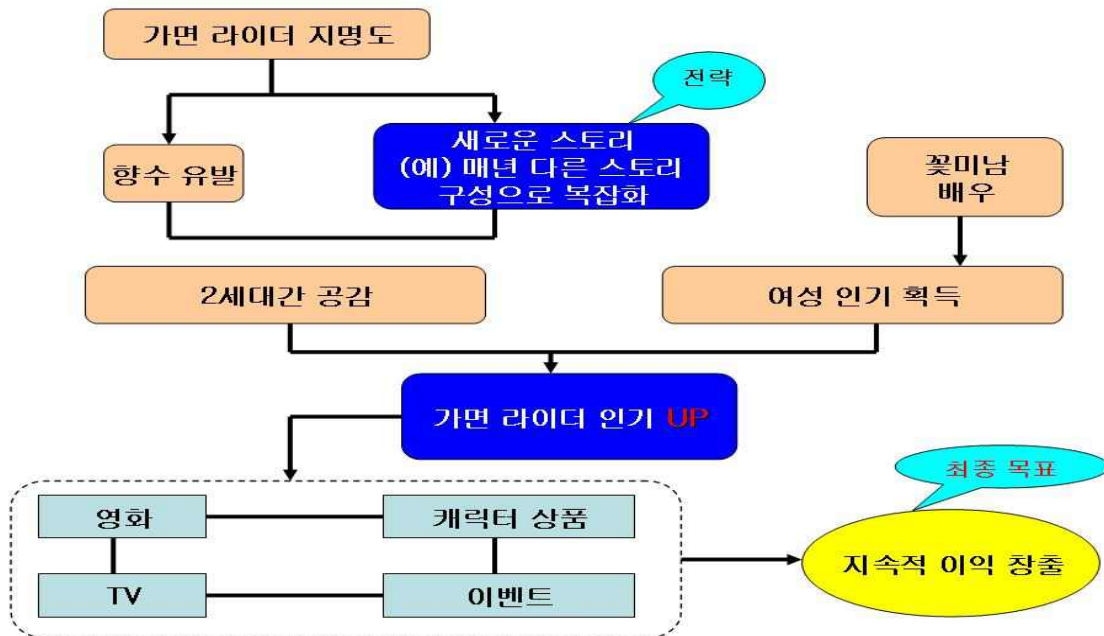 가면 라이더 지명도
전략
향수 유발
새로운 스토리
(예) 매년 다른 스토리
구성으로 복잡화
꽃미남
배우
2세대간 공감
여성 인기 획득
가면 라이더 인기 UP
최종 목표
영화
캐릭터 상품
TV
이벤트
지속적 이익 창출